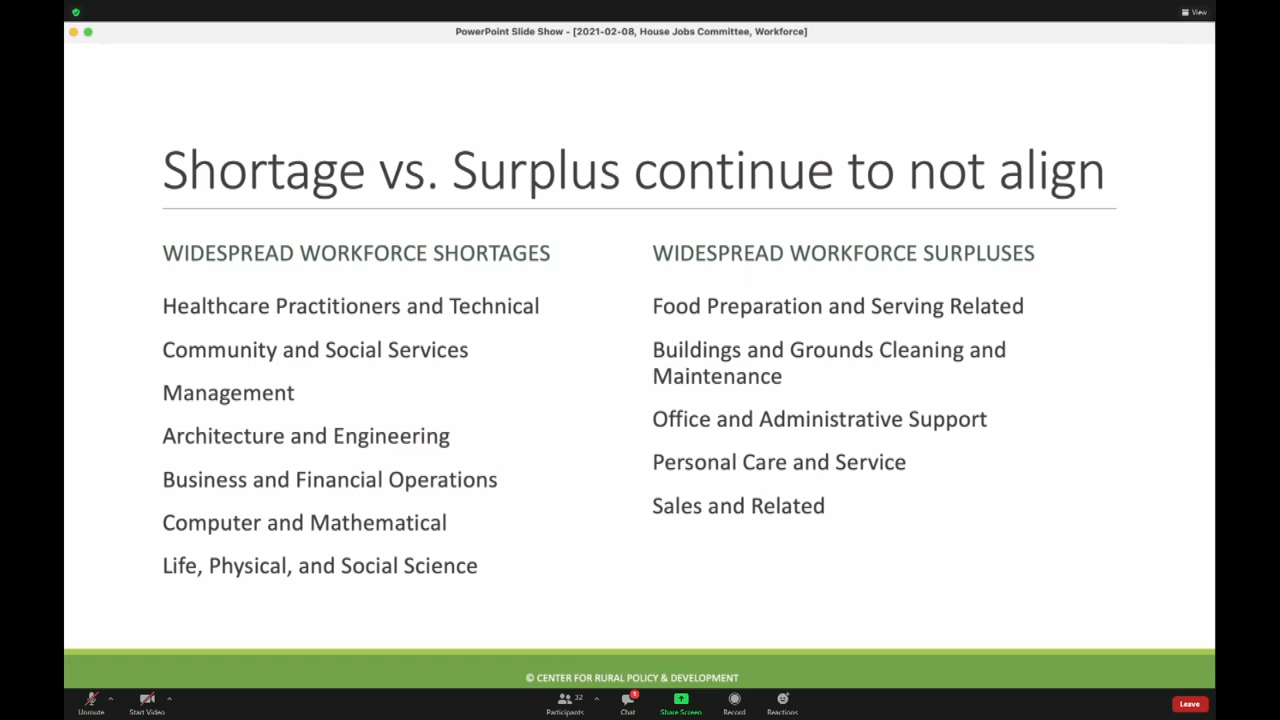 View
PowerPoint Slide Show - [2021-02-08, House Jobs Committee, Workforce]
Shortage vs. Surplus continue to not align
WIDESPREAD WORKFORCE SHORTAGES
Healthcare Practitioners and Technical
Community and Social Services
Management
Architecture and Engineering
Business and Financial Operations
Computer and Mathematical
Life, Physical, and Social Science
WIDESPREAD WORKFORCE SURPLUSES
Food Preparation and Serving Related
Buildings and Grounds Cleaning and
Maintenance
Office and Administrative Support
Personal Care and Service
Sales and Related
© CENTER FOR RURAL POLICY & DEVELOPMENT
Unmute
Start Video
32
Participants
1
Chat
Share Screen
Record
Reactions
Leave